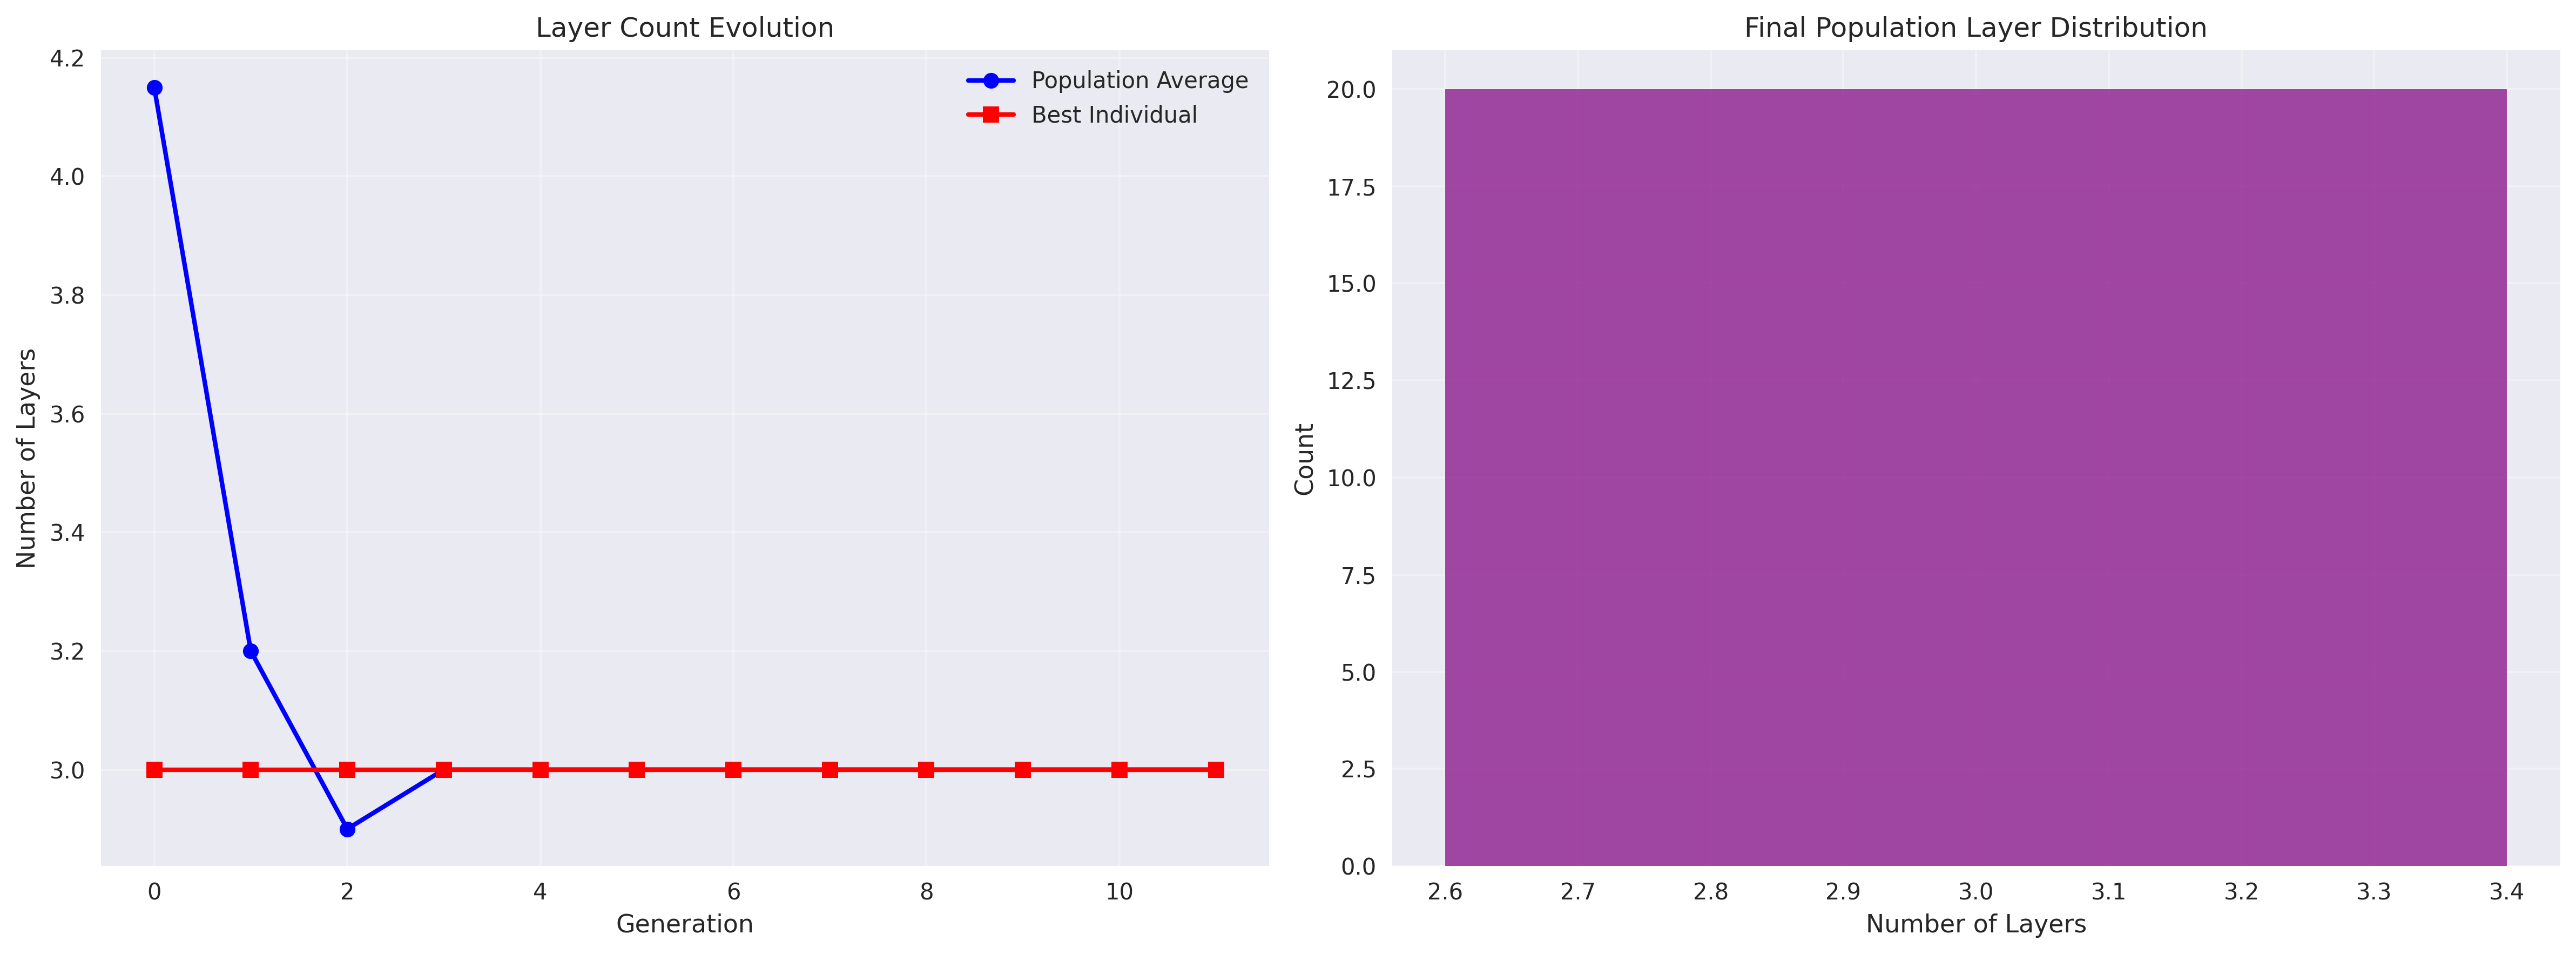 Layer Count Evolution
Population Average
Best Individual
4.2
4.0
3.8
3.6
3.4
3.2
3.0
Number of Layers
0 2 4 6 8 10
Generation
Final Population Layer Distribution
20.0
17.5
15.0
12.5
10.0
7.5
5.0
2.5
0.0
Count
2.6 2.7 2.8 2.9 3.0 3.1 3.2 3.3 3.4
Number of Layers